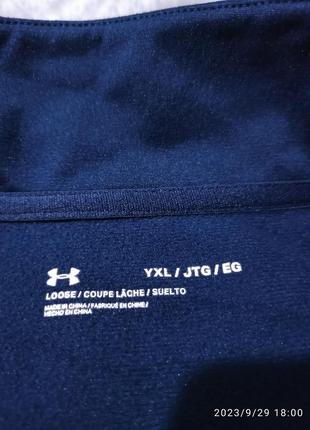 YXL / JTG / EG
LOOSE / COUPE LÂCHE / SUELTO
MADE IN CHINA / FABRIQUÉ EN CHINE /
HECHO EN CHINA
2023/9/29 18:00